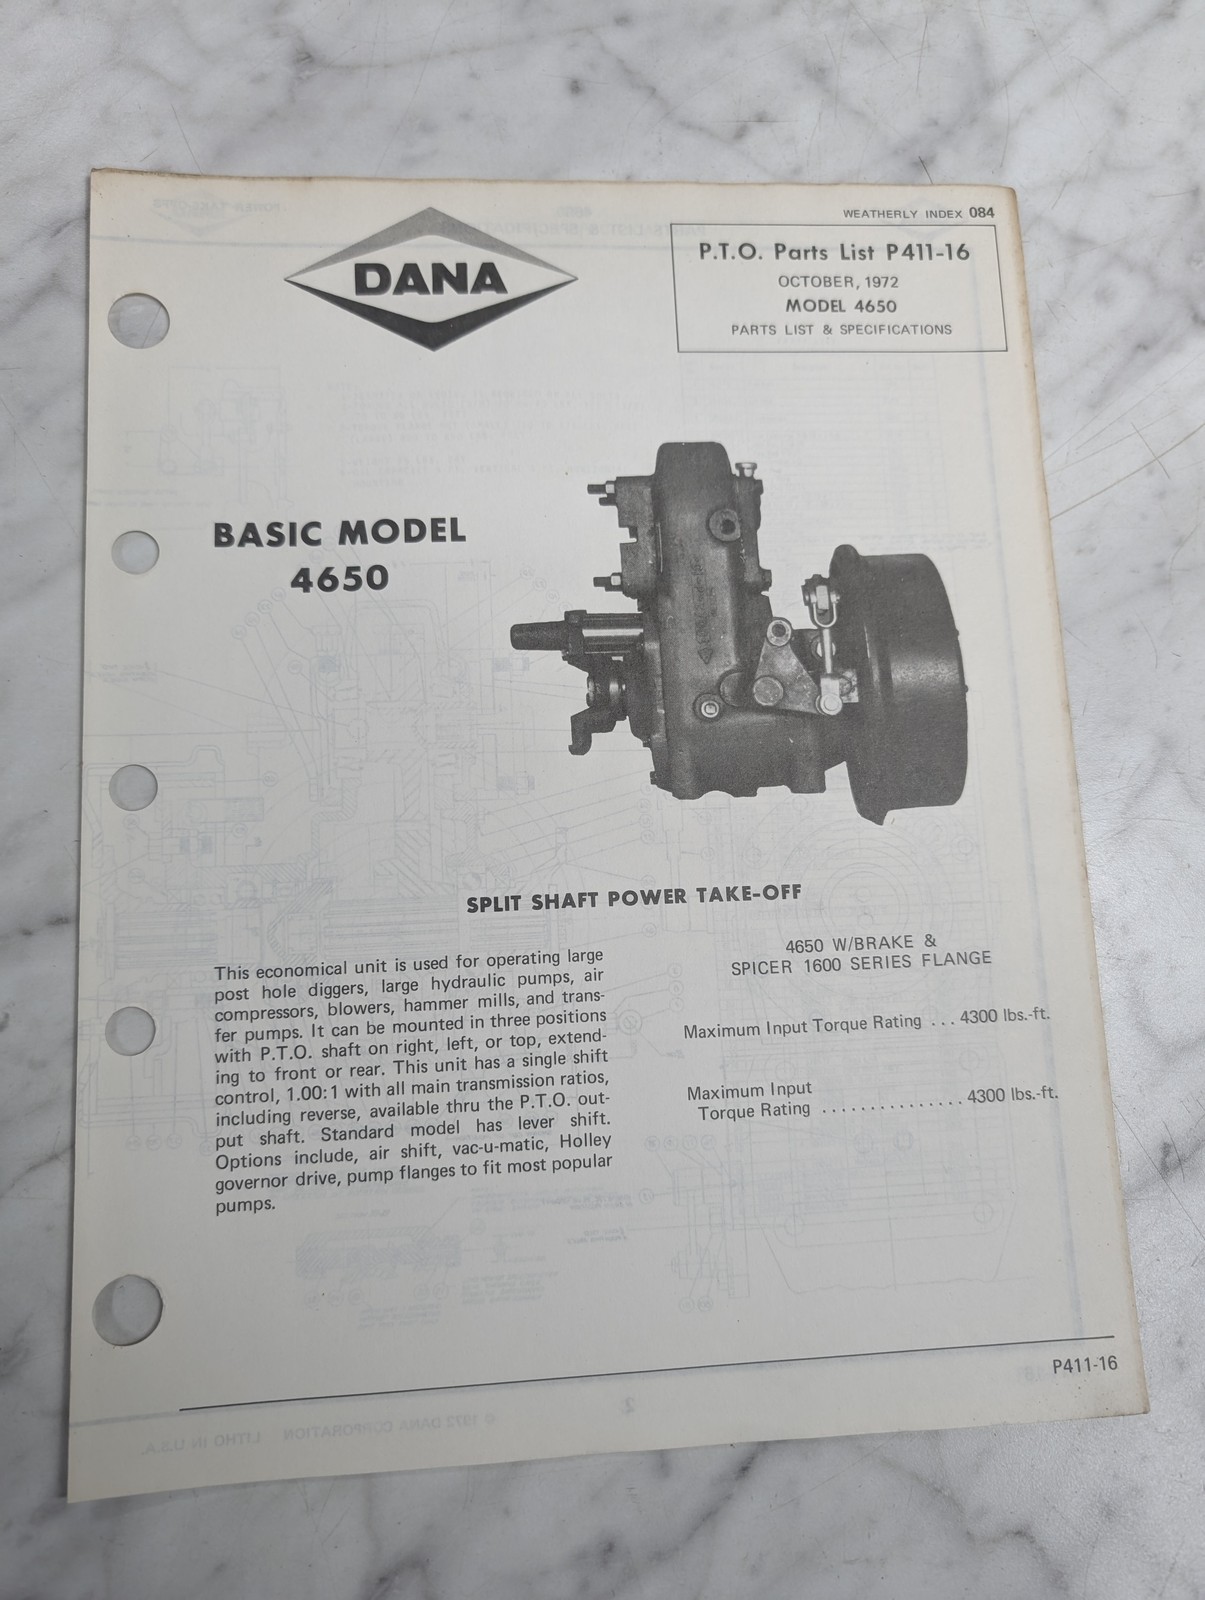 WEATHERLY INDEX 084
DANA
P.T.O. Parts List P411-16
OCTOBER, 1972
MODEL 4650
PARTS LIST & SPECIFICATIONS
BASIC MODEL
4650
SPLIT SHAFT POWER TAKE-OFF
This economical unit is used for operating large
post hole diggers, large hydraulic pumps, air
compressors, blowers, hammer mills, and trans-
fer pumps. It can be mounted in three positions
with P.T.O. shaft on right, left, or top, extend-
ing to front or rear. This unit has a single shift
control, 1.00:1 with all main transmission ratios,
including reverse, available thru the P.T.O. out-
put shaft. Standard model has lever shift.
Options include, air shift, vac-u-matic, Holley
governor drive, pump flanges to fit most popular
pumps.
4650 W/BRAKE &
SPICER 1600 SERIES FLANGE
Maximum Input Torque Rating ... 4300 lbs.-ft.
Maximum Input
Torque Rating ............... 4300 lbs.-ft.
P411-16
2
© 1972 DANA CORPORATION LITHO IN U.S.A.